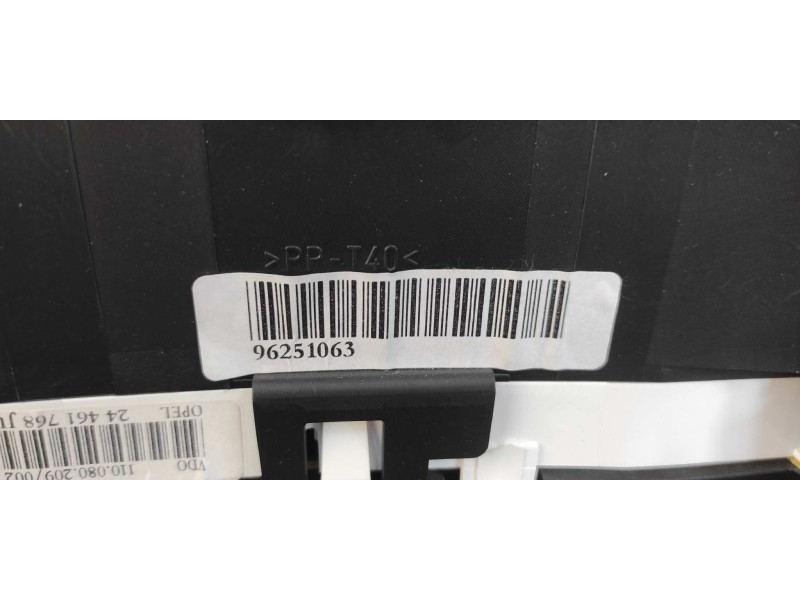 >PP-T40<
96251063
OPEL
24 461 768
VDO
110.080.209/002